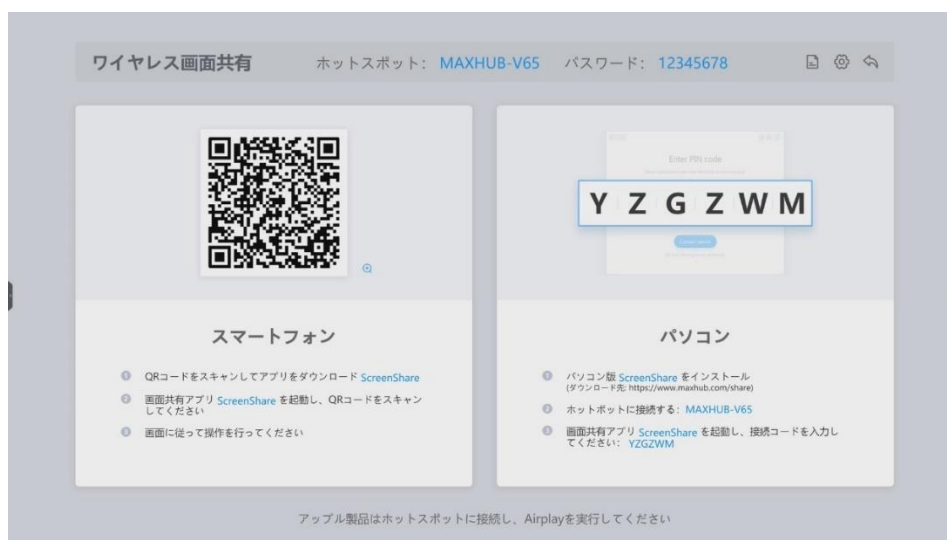 ワイヤレス画面共有
ホットスポット: MAXHUB-V65 パスワード: 12345678
Enter PIN code
Y Z G Z W M
スマートフォン
1 QRコードをスキャンしてアプリをダウンロード ScreenShare
2 画面共有アプリ ScreenShare を起動し、QRコードをスキャン
してください
3 画面に従って操作を行ってください
パソコン
1 パソコン版 ScreenShare をインストール
(ダウンロード先: https://www.maxhub.com/share)
2 ホットポットに接続する: MAXHUB-V65
3 画面共有アプリ ScreenShare を起動し、接続コードを入力し
てください: YZGZWM
アップル製品はホットスポットに接続し、Airplayを実行してください